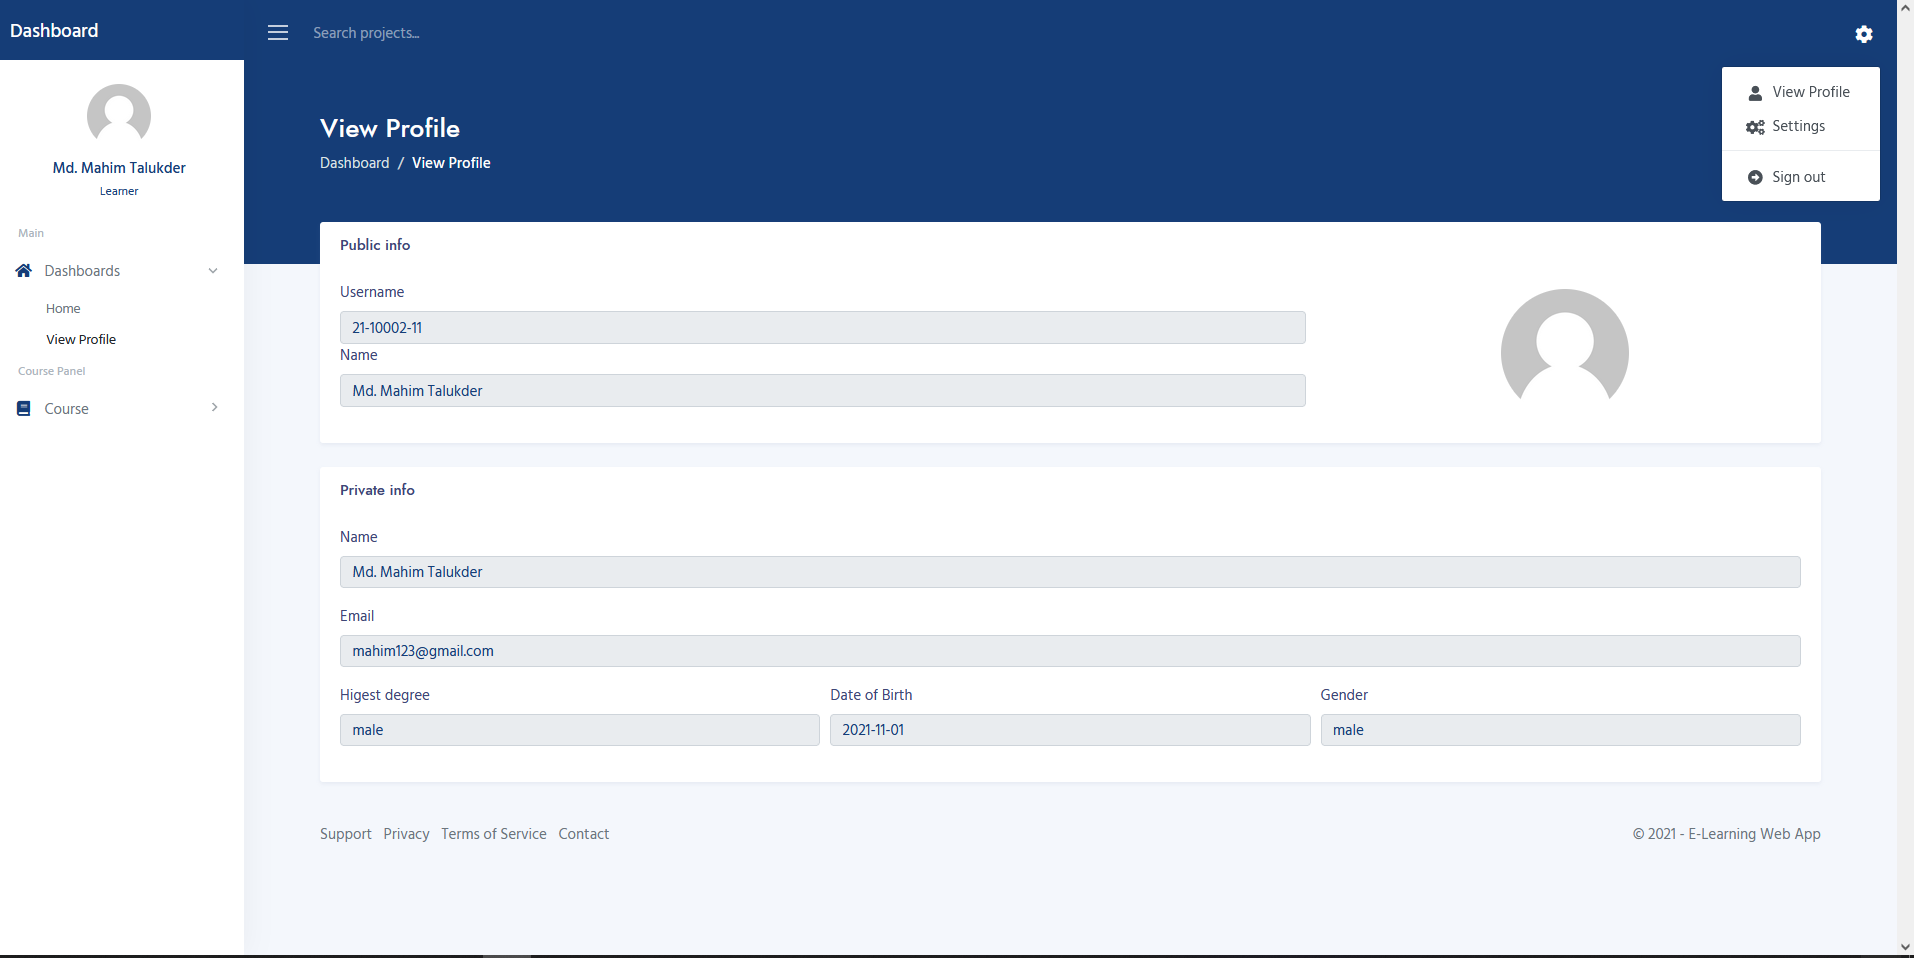 Dashboard
Search projects...
View Profile
Settings
Sign out
Md. Mahim Talukder
Learner
Main
Dashboards
Home
View Profile
Course Panel
Course
View Profile
Dashboard / View Profile
Public info
Username
21-10002-11
Name
Md. Mahim Talukder
Private info
Name
Md. Mahim Talukder
Email
mahim123@gmail.com
Higest degree Date of Birth Gender
male 2021-11-01 male
Support Privacy Terms of Service Contact © 2021 - E-Learning Web App